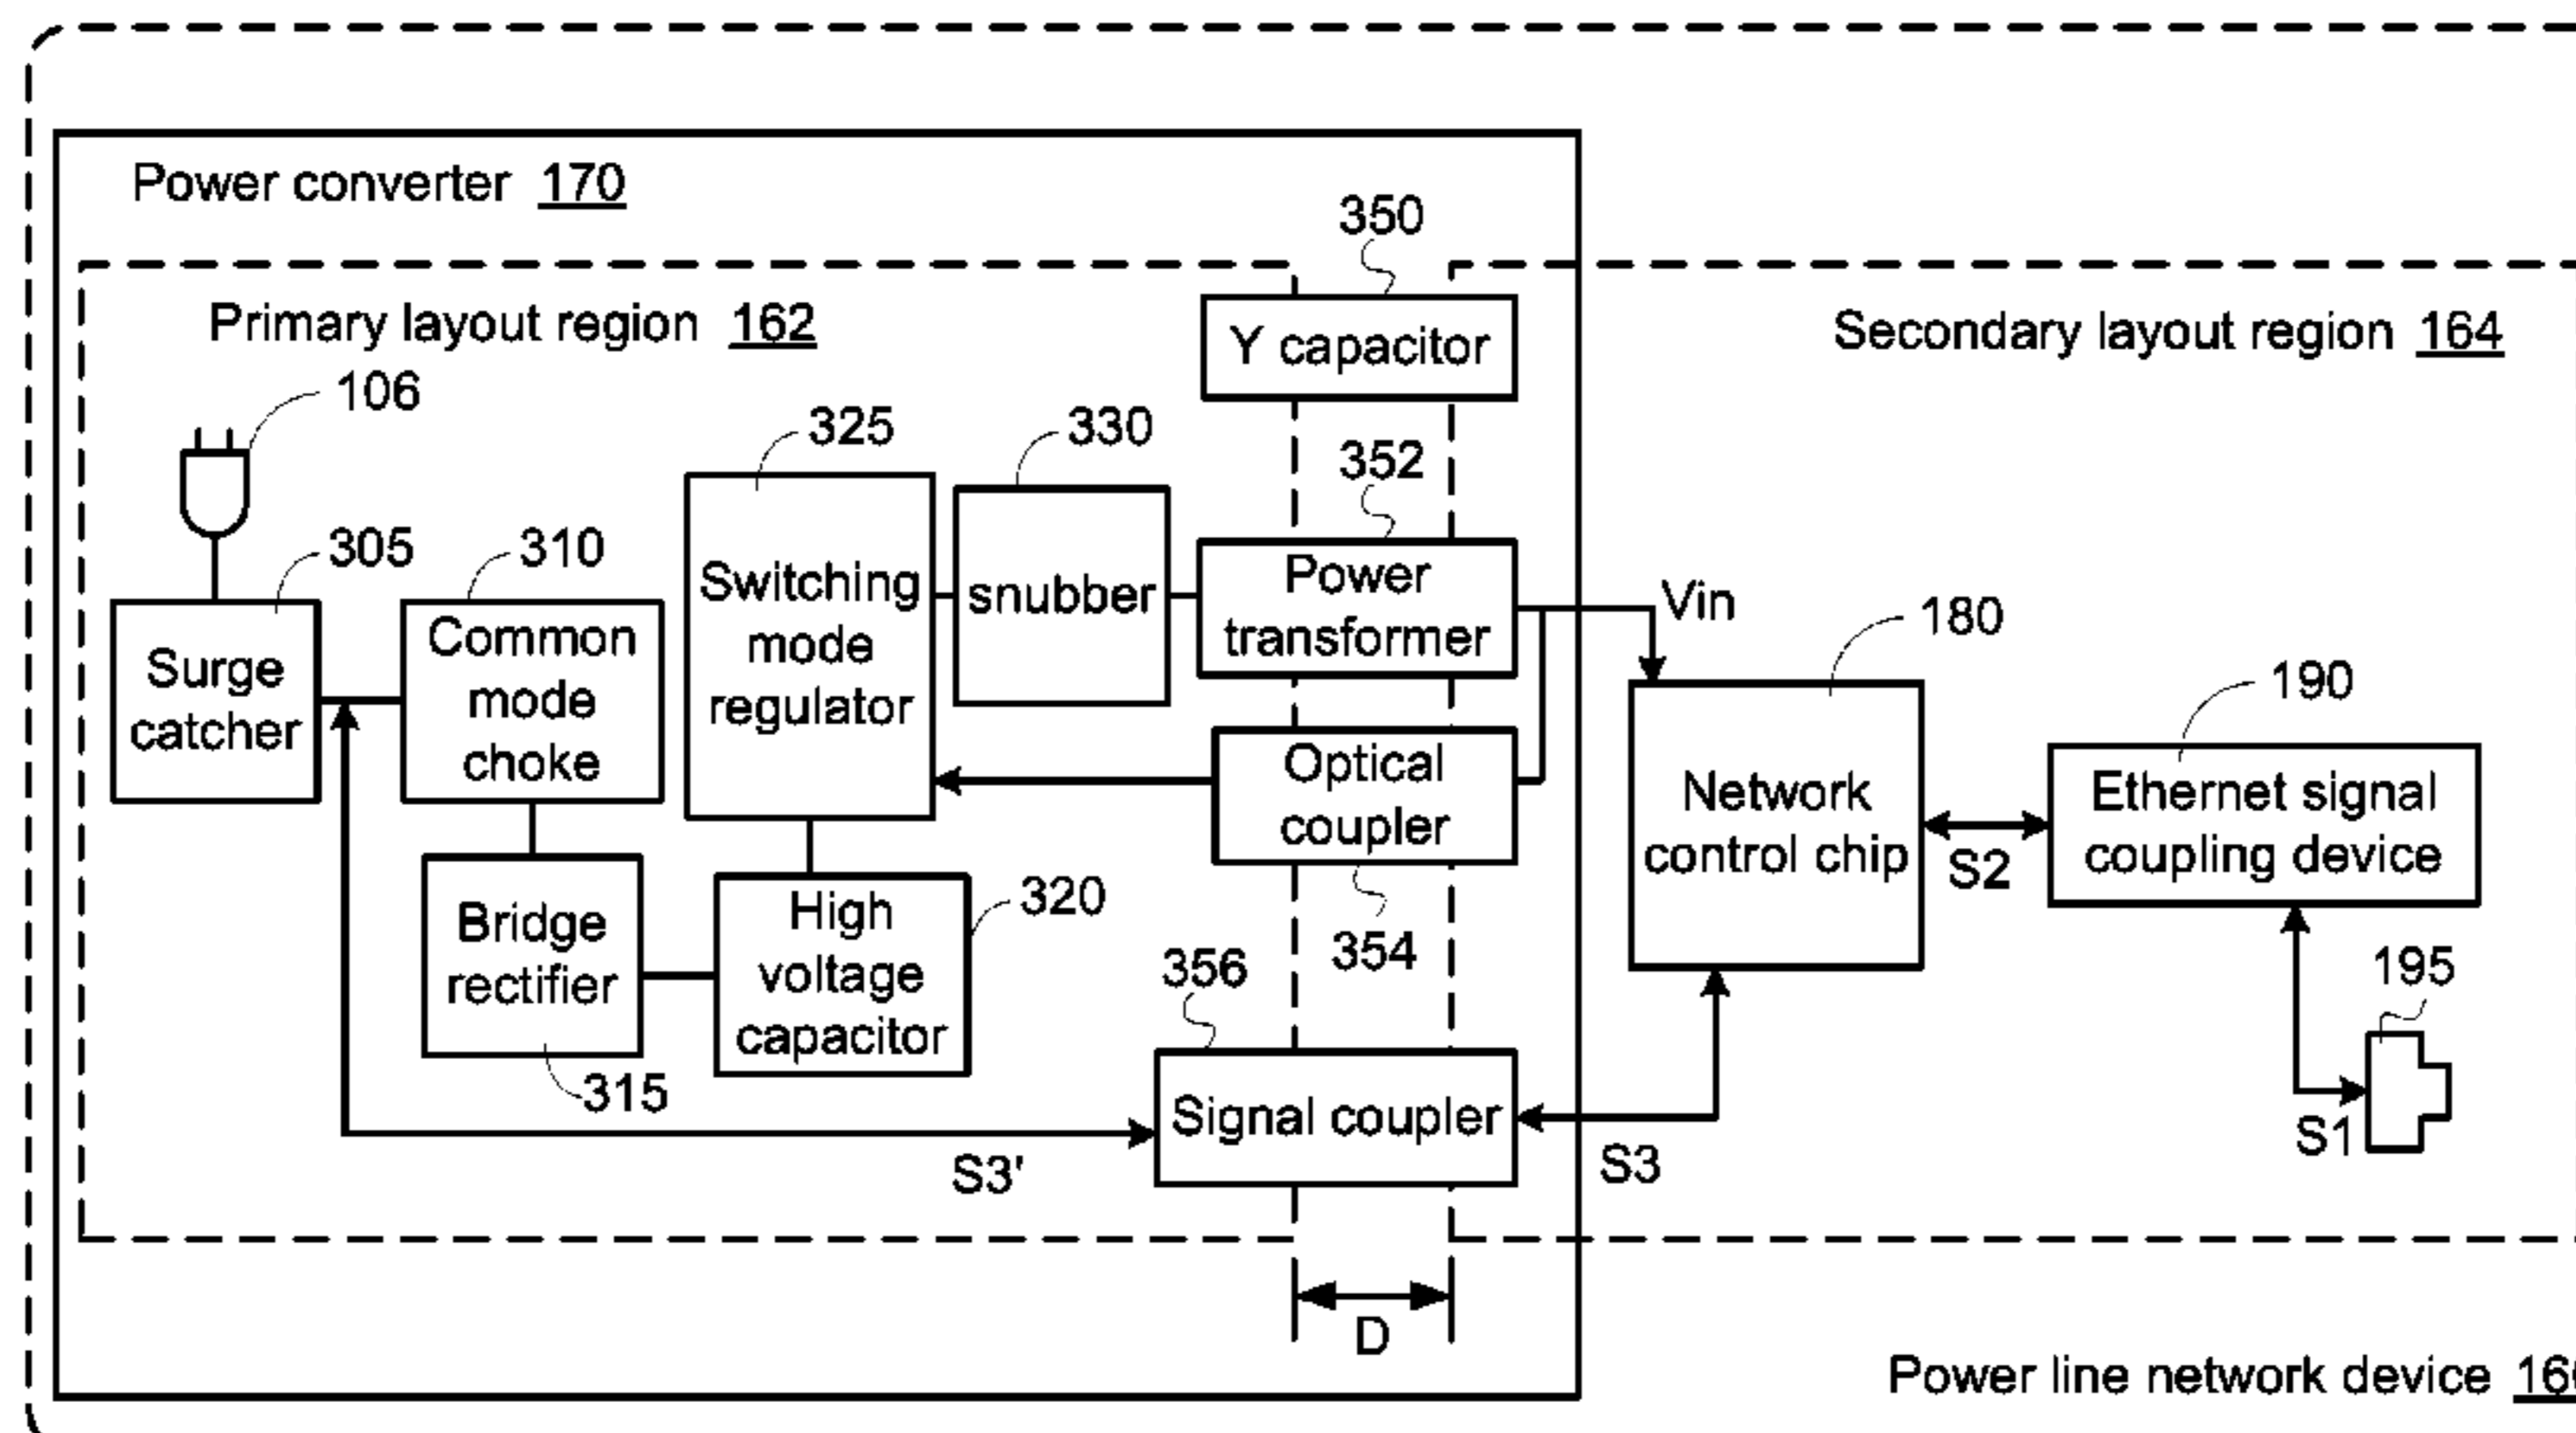 Power converter 170
350
Primary layout region 162
Y capacitor
Secondary layout region 164
106
325
330
352
305
310
Switching
mode
regulator
snubber
Power
transformer
Vin
180
Surge
catcher
Common
mode
choke
190
Optical
coupler
Network
control chip
Ethernet signal
coupling device
S2
Bridge
rectifier
High
voltage
capacitor
320
354
356
195
315
Signal coupler
S3'
S3
S1
D
Power line network device